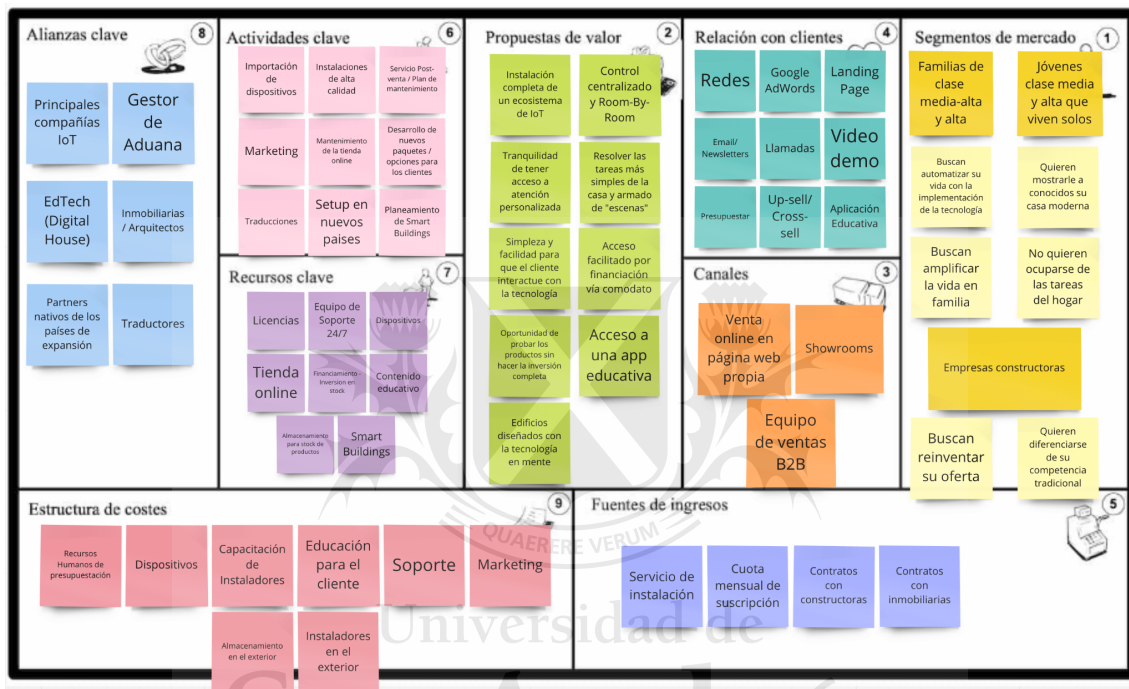 Alianzas clave
8
Principales
compañías
IoT
Gestor
de
Aduana
EdTech
(Digital
House)
Inmobiliarias
/ Arquitectos
Partners
nativos de los
países de
expansión
Traductores
Actividades clave
6
Importación
de
dispositivos
Instalaciones
de alta
calidad
Servicio Post-
venta / Plan de
mantenimiento
Marketing
Mantenimiento
de la tienda
online
Desarrollo de
nuevos
paquetes /
opciones para
los clientes
Traducciones
Setup en
nuevos
paises
Planeamiento
de Smart
Buildings
Recursos clave
7
Licencias
Equipo de
Soporte
24/7
Dispositivos
Tienda
online
Financiamiento -
Inversion en
stock
Contenido
educativo
Almacenamiento
para stock de
productos
Smart
Buildings
Propuestas de valor
2
Instalación
completa de
un ecosistema
de IoT
Control
centralizado
y Room-By-
Room
Tranquilidad
de tener
acceso a
atención
personalizada
Resolver las
tareas más
simples de la
casa y armado
de "escenas"
Simpleza y
facilidad para
que el cliente
interactue con
la tecnología
Acceso
facilitado por
financiación
vía comodato
Oportunidad de
probar los
productos sin
hacer la inversión
completa
Acceso a
una app
educativa
Edificios
diseñados con
la tecnología
en mente
Relación con clientes
4
Redes
Google
AdWords
Landing
Page
Email/
Newsletters
Llamadas
Video
demo
Presupuestar
Up-sell/
Cross-
sell
Aplicación
Educativa
Canales
3
Venta
online en
página web
propia
Showrooms
Equipo
de ventas
B2B
Segmentos de mercado
1
Familias de
clase
media-alta
y alta
Jóvenes
clase media
y alta que
viven solos
Buscan
automatizar su
vida con la
implementación
de la tecnología
Quieren
mostrarle a
conocidos su
casa moderna
Buscan
amplificar
la vida en
familia
No quieren
ocuparse de
las tareas
del hogar
Empresas constructoras
Buscan
reinventar
su oferta
Quieren
diferenciarse
de su
competencia
tradicional
Estructura de costes
9
Recursos
Humanos de
presupuestación
Dispositivos
Capacitación
de
Instaladores
Educación
para el
cliente
Soporte
Marketing
Almacenamiento
en el exterior
Instaladores
en el
exterior
Fuentes de ingresos
5
Servicio de
instalación
Cuota
mensual de
suscripción
Contratos
con
constructoras
Contratos
con
inmobiliarias
QUAERERE VERUM
Universidad de